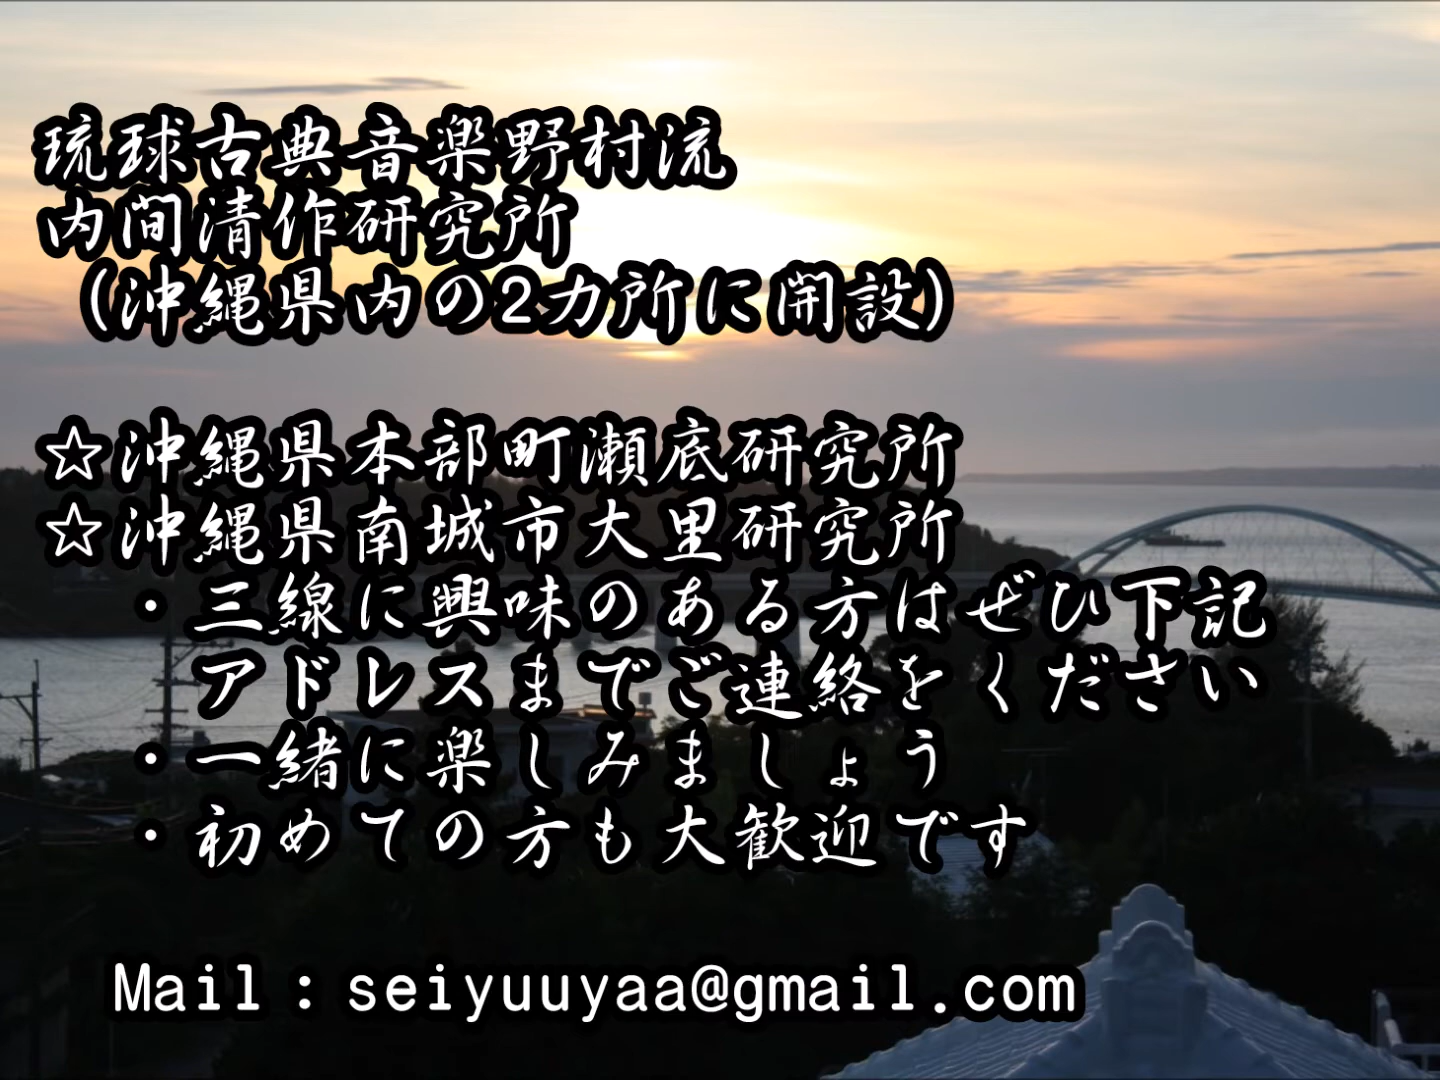 琉球古典音楽野村流
内間清作研究所
（沖縄県内の2カ所に開設）
☆沖縄県本部町瀬底研究所
☆沖縄県南城市大里研究所
・三線に興味のある方はぜひ下記
アドレスまでご連絡をください
・一緒に楽しみましょう
・初めての方も大歓迎です
Mail：seiyuuyaa@gmail.com